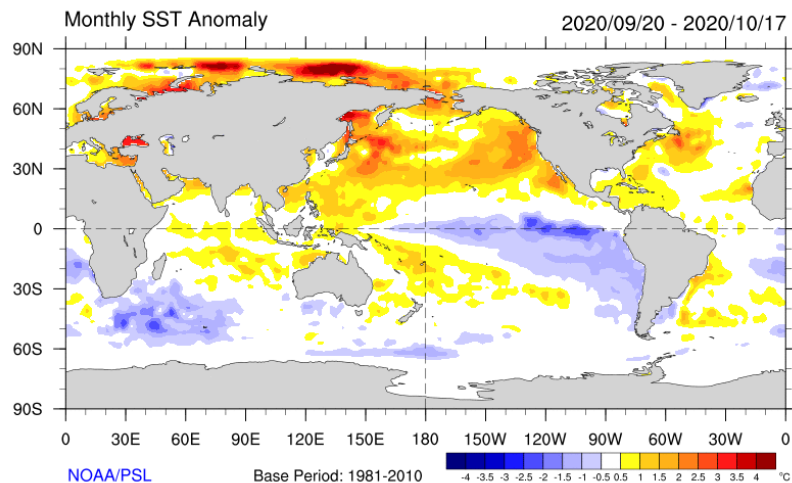 Monthly SST Anomaly 2020/09/20 - 2020/10/17
90N
60N
30N
0
30S
60S
90S
0 30E 60E 90E 120E 150E 180 150W 120W 90W 60W 30W 0
NOAA/PSL Base Period: 1981-2010
-4 -3.5 -3 -2.5 -2 -1.5 -1 -0.5 0.5 1 1.5 2 2.5 3 3.5 4 °C